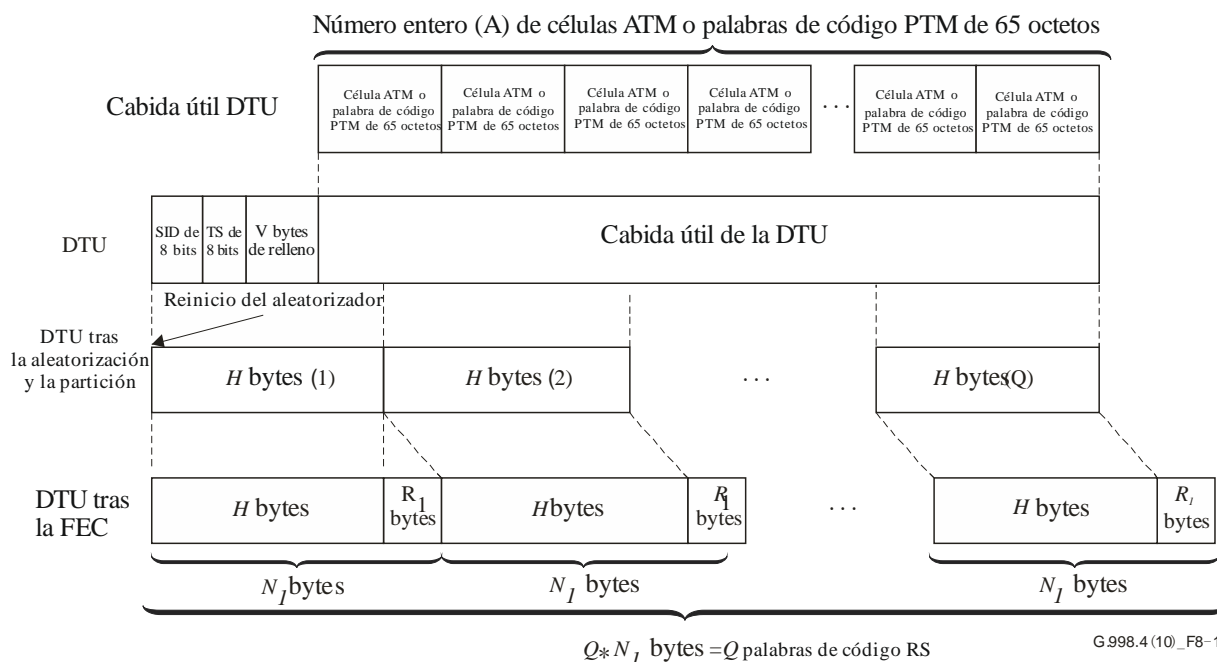 Número entero (A) de células ATM o palabras de código PTM de 65 octetos
Cabida útil DTU
Célula ATM o
palabra de código
PTM de 65 octetos
Célula ATM o
palabra de código
PTM de 65 octetos
Célula ATM o
palabra de código
PTM de 65 octetos
Célula ATM o
palabra de código
PTM de 65 octetos
...
Célula ATM o
palabra de código
PTM de 65 octetos
Célula ATM o
palabra de código
PTM de 65 octetos
DTU
SID de
8 bits
TS de
8 bits
V bytes
de relleno
Cabida útil de la DTU
Reinicio del aleatorizador
DTU tras
la aleatorización
y la partición
H bytes (1)
H bytes (2)
...
H bytes(Q)
DTU tras
la FEC
H bytes
R1
bytes
H bytes
R1
bytes
...
H bytes
R1
bytes
N1 bytes
N1 bytes
N1 bytes
Q* N1 bytes =Q palabras de código RS
G.998.4(10)_F8-1